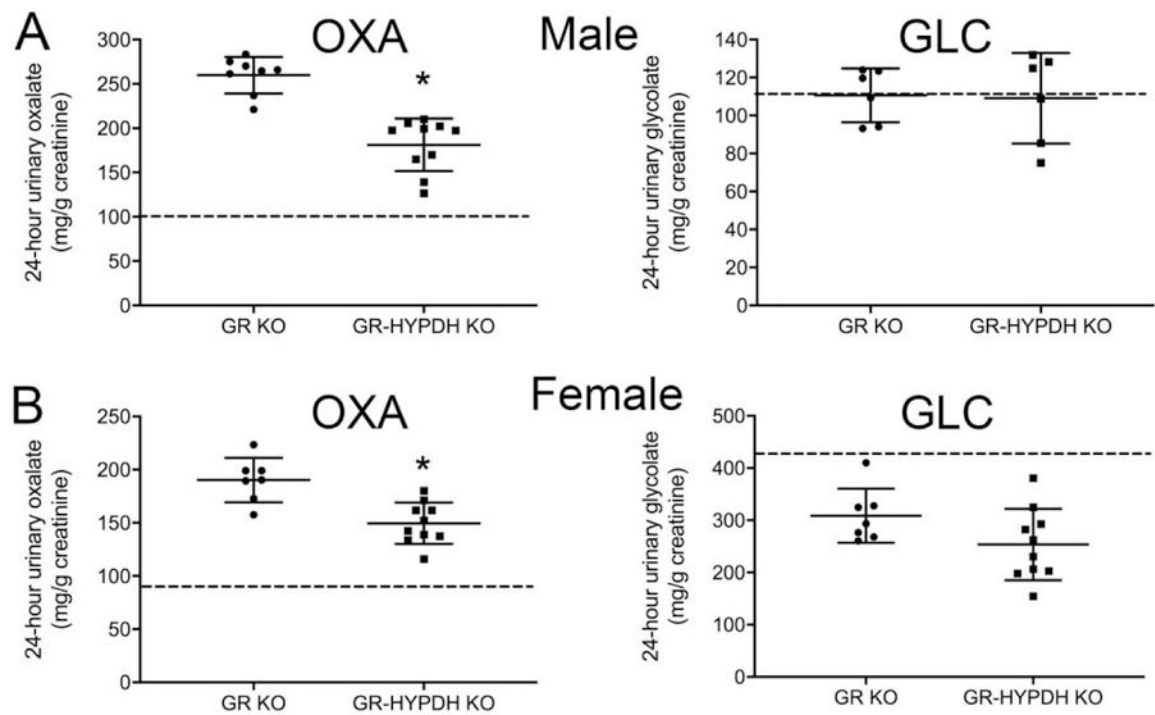 A
OXA
Male
GLC
24-hour urinary oxalate
(mg/g creatinine)
300
250
200
150
100
50
0
*
GR KO
GR-HYPDH KO
24-hour urinary glycolate
(mg/g creatinine)
140
120
100
80
60
40
20
0
GR KO
GR-HYPDH KO
B
OXA
Female
GLC
24-hour urinary oxalate
(mg/g creatinine)
250
200
150
100
50
0
*
GR KO
GR-HYPDH KO
24-hour urinary glycolate
(mg/g creatinine)
500
400
300
200
100
0
GR KO
GR-HYPDH KO